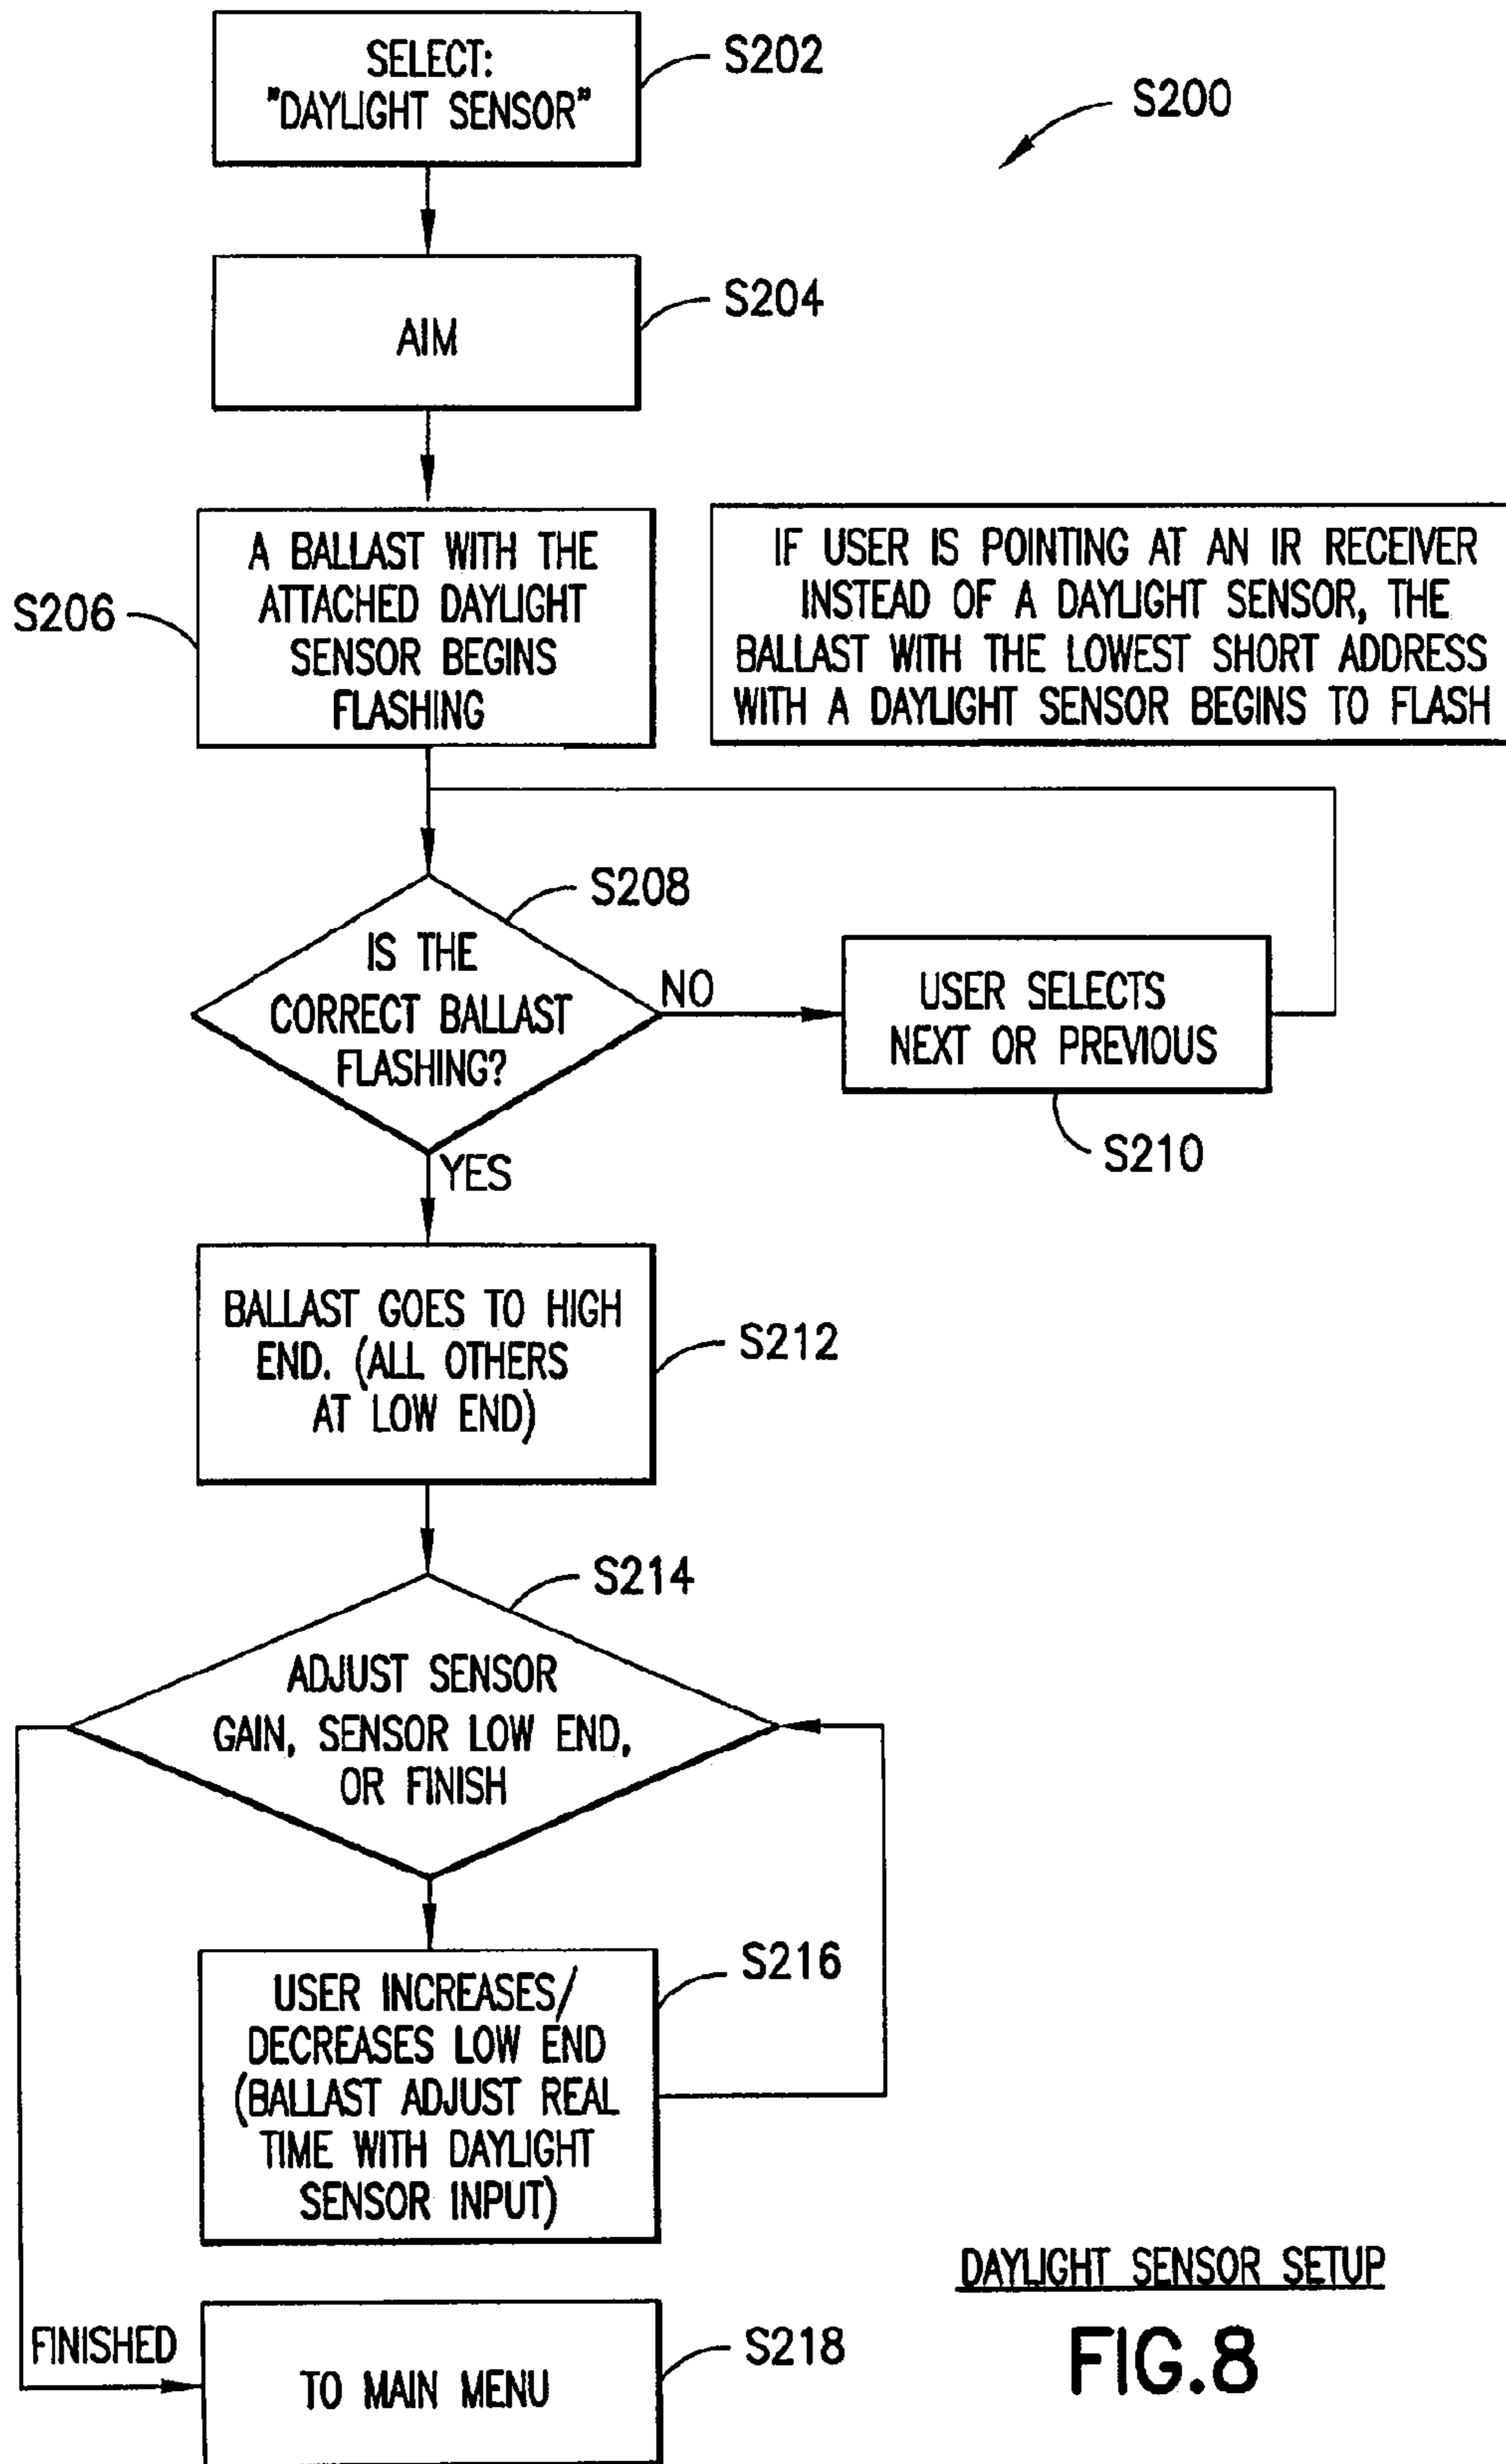 SELECT:
"DAYLIGHT SENSOR"
S202
S200
AIM
S204
A BALLAST WITH THE
ATTACHED DAYLIGHT
SENSOR BEGINS
FLASHING
S206
IF USER IS POINTING AT AN IR RECEIVER
INSTEAD OF A DAYLIGHT SENSOR, THE
BALLAST WITH THE LOWEST SHORT ADDRESS
WITH A DAYLIGHT SENSOR BEGINS TO FLASH
S208
IS THE
CORRECT BALLAST
FLASHING?
NO
USER SELECTS
NEXT OR PREVIOUS
S210
YES
BALLAST GOES TO HIGH
END. (ALL OTHERS
AT LOW END)
S212
S214
ADJUST SENSOR
GAIN, SENSOR LOW END,
OR FINISH
S216
USER INCREASES/
DECREASES LOW END
(BALLAST ADJUST REAL
TIME WITH DAYLIGHT
SENSOR INPUT)
FINISHED
TO MAIN MENU
S218
DAYLIGHT SENSOR SETUP
FIG.8